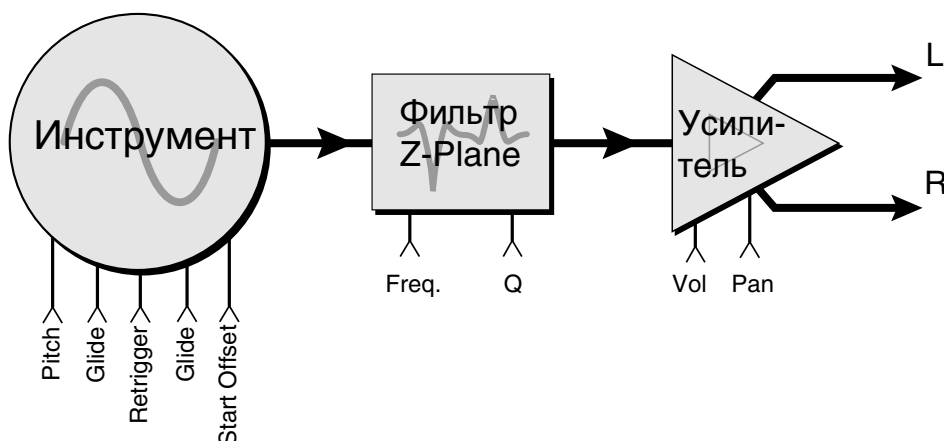 Инструмент
Фильтр
Z-Plane
Усили-
тель
L
R
Freq.
Q
Vol
Pan
Pitch
Glide
Retrigger
Glide
Start Offset